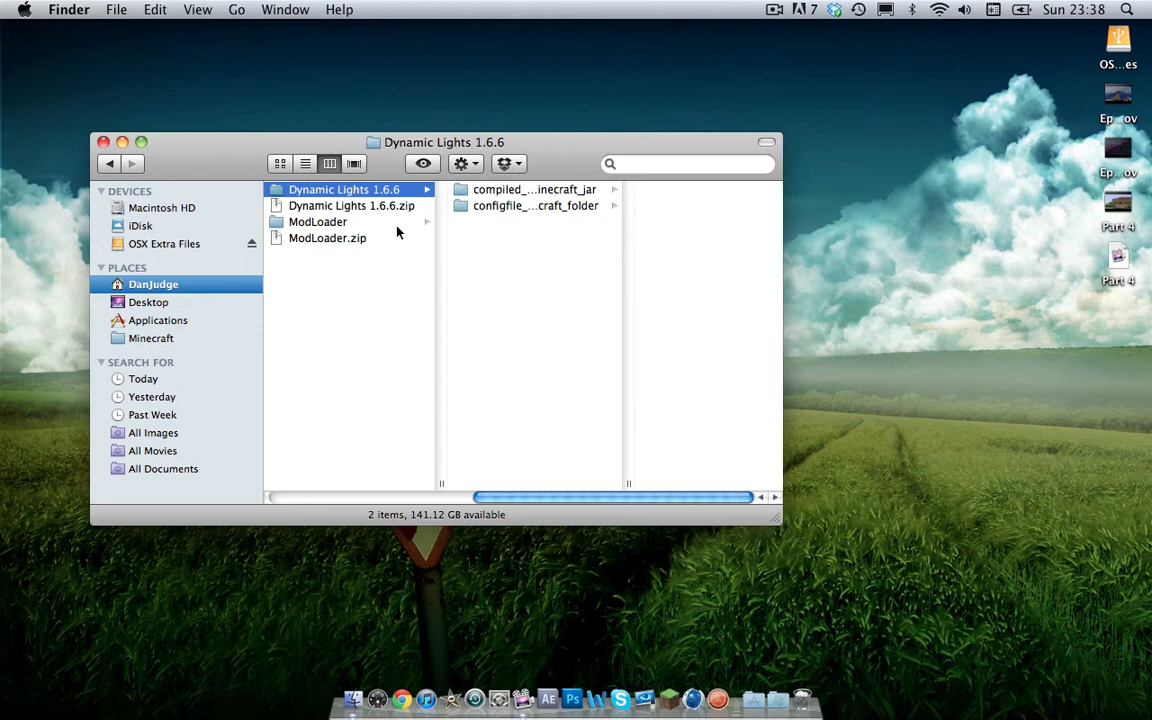 Finder File Edit View Go Window Help
7 Sun 23:38
OS...es
Ep...ov
Ep...ov
Part 4
Part 4
Dynamic Lights 1.6.6
DEVICES
Macintosh HD
iDisk
OSX Extra Files
PLACES
DanJudge
Desktop
Applications
Minecraft
SEARCH FOR
Today
Yesterday
Past Week
All Images
All Movies
All Documents
Dynamic Lights 1.6.6
Dynamic Lights 1.6.6.zip
ModLoader
ModLoader.zip
compiled_...inecraft_jar
configfile_...craft_folder
2 items, 141.12 GB available
AE Ps W S